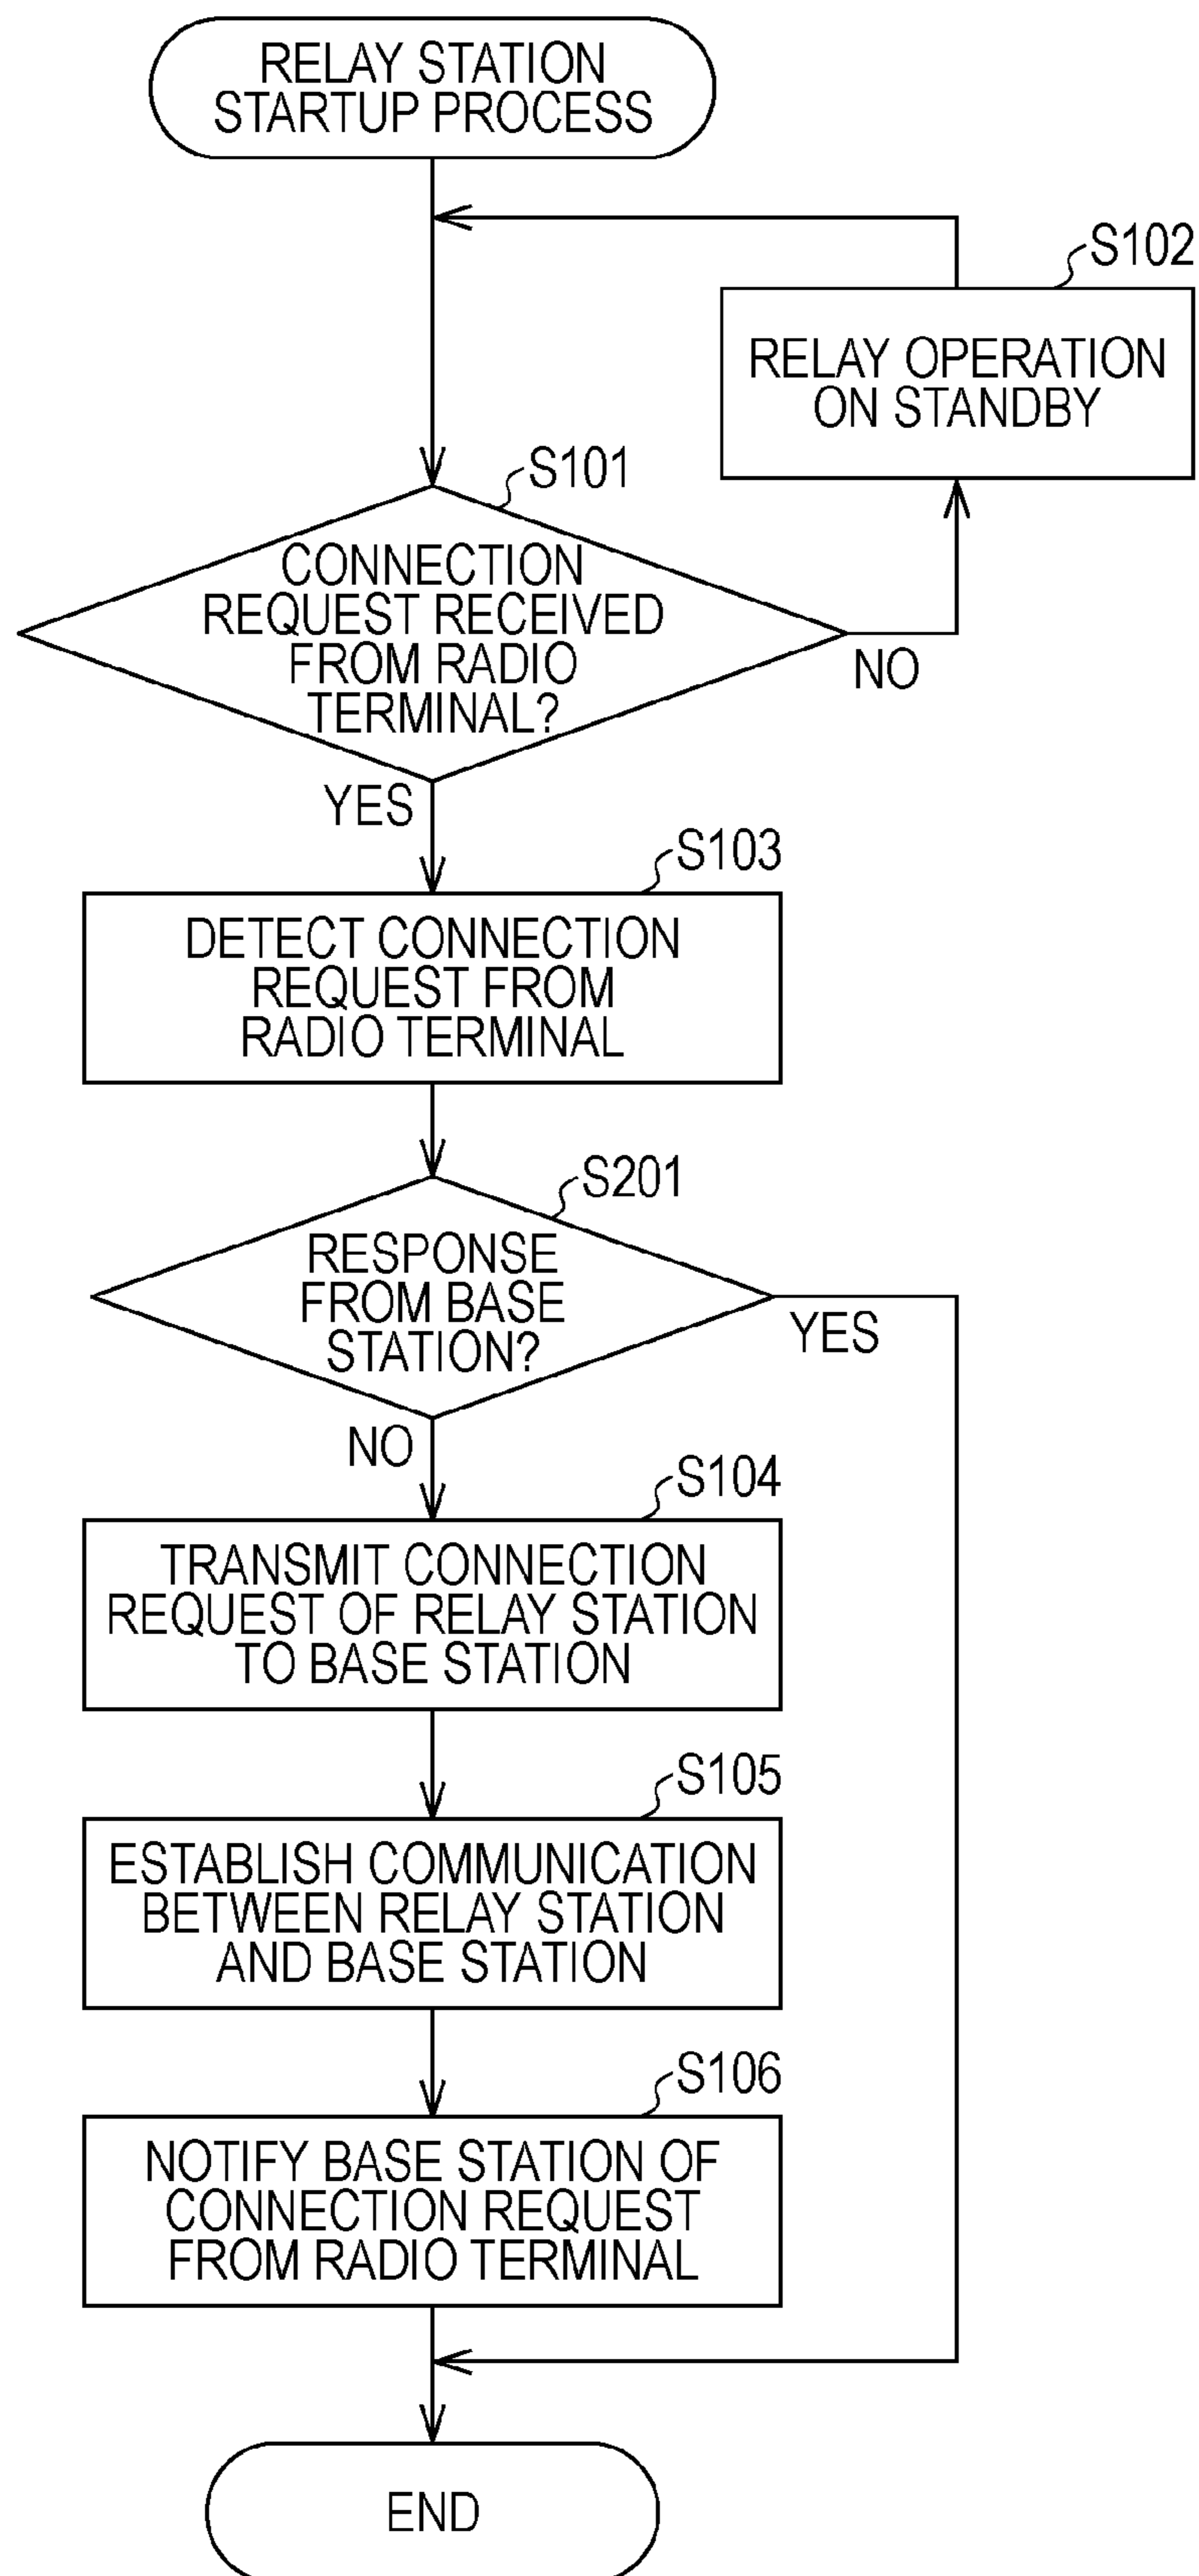 RELAY STATION
STARTUP PROCESS
S102
RELAY OPERATION
ON STANDBY
S101
CONNECTION
REQUEST RECEIVED
FROM RADIO
TERMINAL?
NO
YES
S103
DETECT CONNECTION
REQUEST FROM
RADIO TERMINAL
S201
RESPONSE
FROM BASE
STATION?
YES
NO
S104
TRANSMIT CONNECTION
REQUEST OF RELAY STATION
TO BASE STATION
S105
ESTABLISH COMMUNICATION
BETWEEN RELAY STATION
AND BASE STATION
S106
NOTIFY BASE STATION OF
CONNECTION REQUEST
FROM RADIO TERMINAL
END